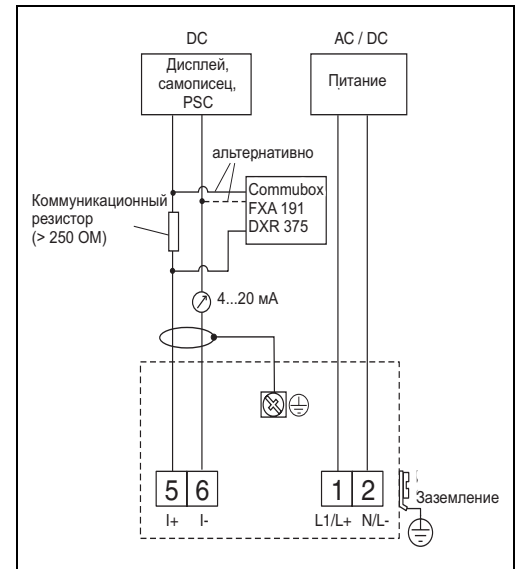 DC
AC / DC
Дисплей,
самописец,
PSC
Питание
альтернативно
Commubox
FXA 191
DXR 375
Коммуникационный
резистор
(> 250 ОМ)
4...20 мА
5 6
1 2
I+ I-
L1/L+ N/L-
Заземление